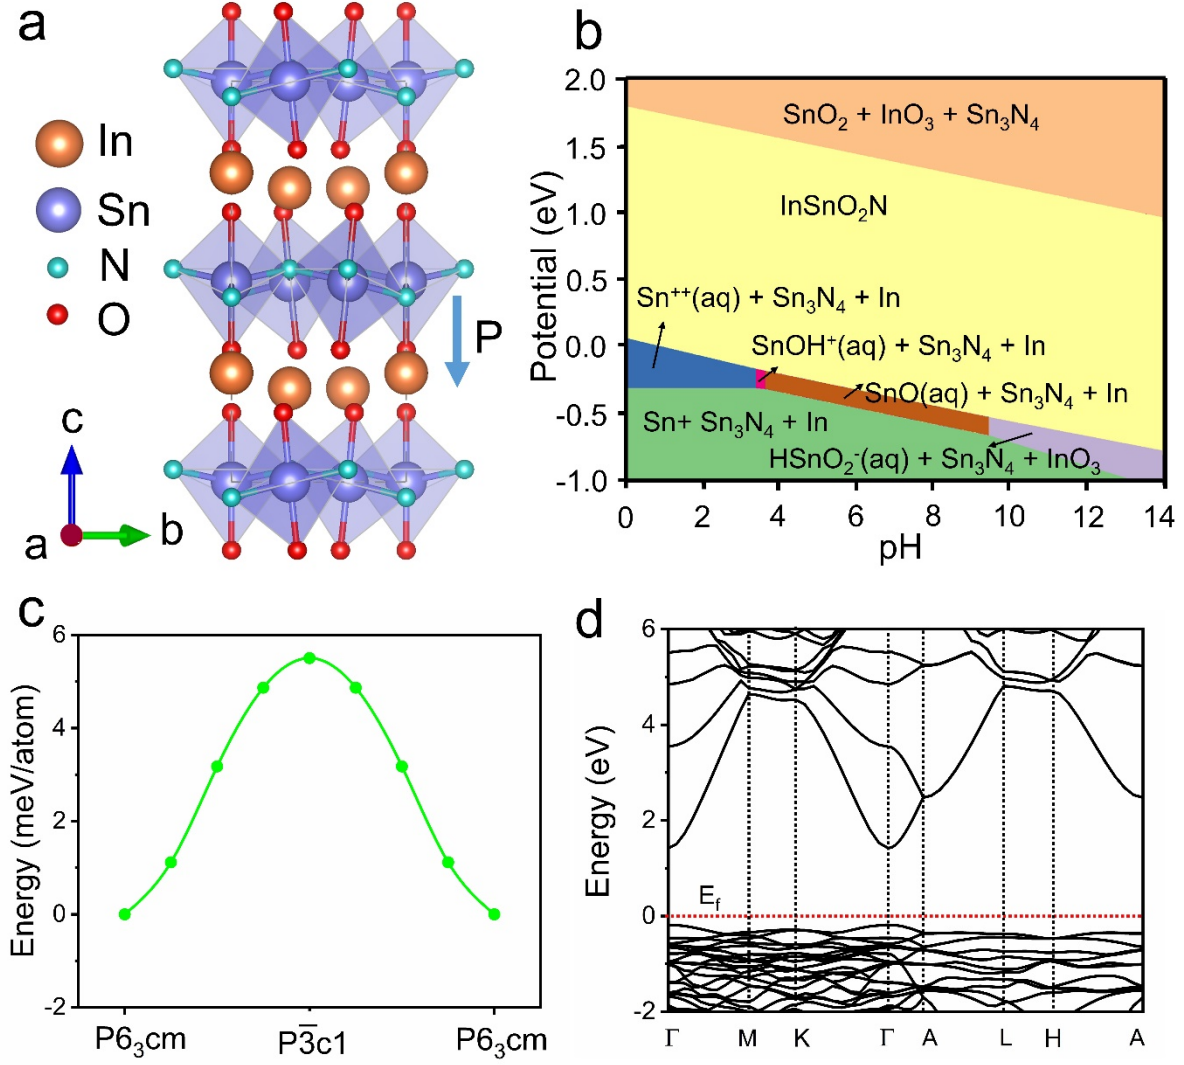 a
In
Sn
N
O
P
c
a
b
b
2.0
1.5
1.0
0.5
0.0
-0.5
-1.0
Potential (eV)
SnO₂ + InO₃ + Sn₃N₄
InSnO₂N
Sn⁺⁺(aq) + Sn₃N₄ + In
SnOH⁺(aq) + Sn₃N₄ + In
SnO(aq) + Sn₃N₄ + In
Sn+ Sn₃N₄ + In
HSnO₂⁻(aq) + Sn₃N₄ + InO₃
0 2 4 6 8 10 12 14
pH
c
6
4
2
0
-2
Energy (meV/atom)
P6₃cm P3̅c1 P6₃cm
d
6
4
2
0
-2
Energy (eV)
E_f
Γ M K Γ A L H A